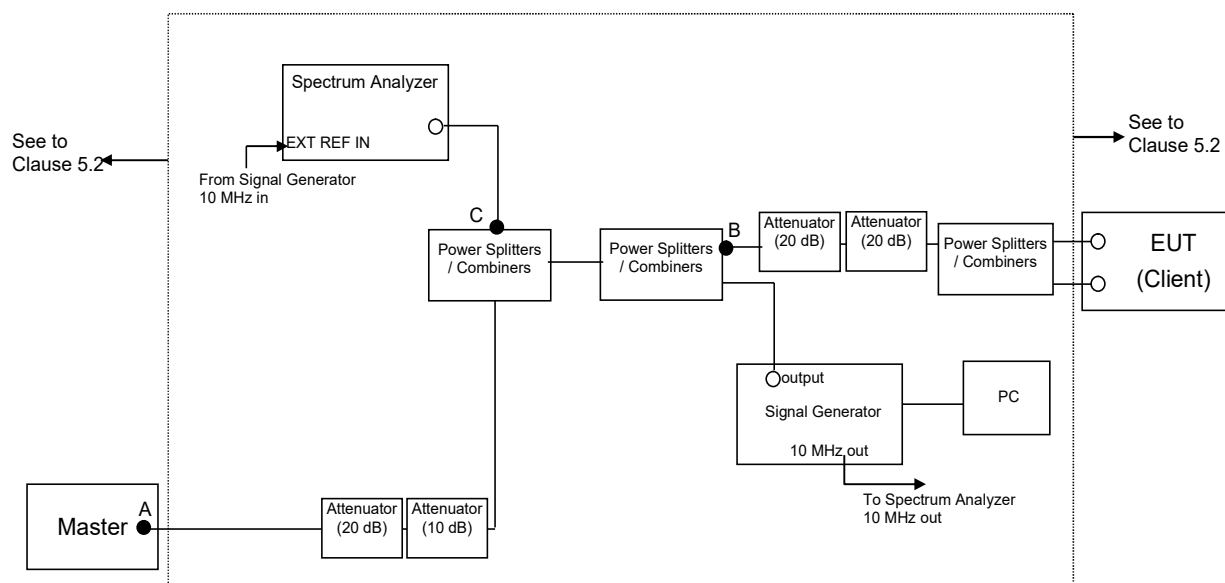 Spectrum Analyzer
EXT REF IN
See to
Clause 5.2
See to
Clause 5.2
From Signal Generator
10 MHz in
C
B
Attenuator
(20 dB)
Attenuator
(20 dB)
Power Splitters
/ Combiners
Power Splitters
/ Combiners
Power Splitters
/ Combiners
EUT
(Client)
output
Signal Generator
10 MHz out
PC
To Spectrum Analyzer
10 MHz out
A
Master
Attenuator
(20 dB)
Attenuator
(10 dB)